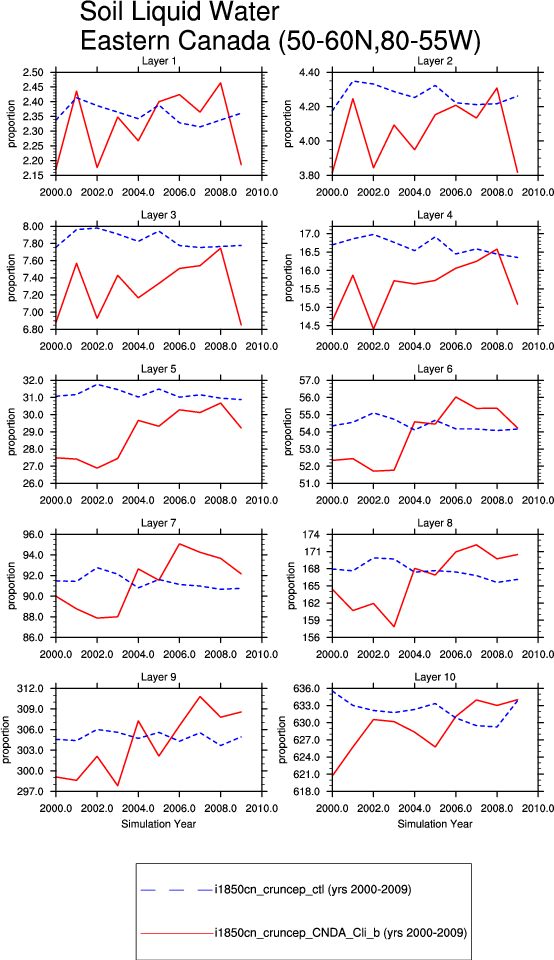 Soil Liquid Water
Eastern Canada (50-60N,80-55W)
Layer 1
proportion
2.50
2.45
2.40
2.35
2.30
2.25
2.20
2.15
2000.0 2002.0 2004.0 2006.0 2008.0 2010.0
Layer 2
proportion
4.40
4.20
4.00
3.80
2000.0 2002.0 2004.0 2006.0 2008.0 2010.0
Layer 3
proportion
8.00
7.80
7.60
7.40
7.20
7.00
6.80
2000.0 2002.0 2004.0 2006.0 2008.0 2010.0
Layer 4
proportion
17.0
16.5
16.0
15.5
15.0
14.5
2000.0 2002.0 2004.0 2006.0 2008.0 2010.0
Layer 5
proportion
32.0
31.0
30.0
29.0
28.0
27.0
26.0
2000.0 2002.0 2004.0 2006.0 2008.0 2010.0
Layer 6
proportion
57.0
56.0
55.0
54.0
53.0
52.0
51.0
2000.0 2002.0 2004.0 2006.0 2008.0 2010.0
Layer 7
proportion
96.0
94.0
92.0
90.0
88.0
86.0
2000.0 2002.0 2004.0 2006.0 2008.0 2010.0
Layer 8
proportion
174
171
168
165
162
159
156
2000.0 2002.0 2004.0 2006.0 2008.0 2010.0
Layer 9
proportion
312.0
309.0
306.0
303.0
300.0
297.0
2000.0 2002.0 2004.0 2006.0 2008.0 2010.0
Simulation Year
Layer 10
proportion
636.0
633.0
630.0
627.0
624.0
621.0
618.0
2000.0 2002.0 2004.0 2006.0 2008.0 2010.0
Simulation Year
i1850cn_cruncep_ctl (yrs 2000-2009)
i1850cn_cruncep_CNDA_Cli_b (yrs 2000-2009)